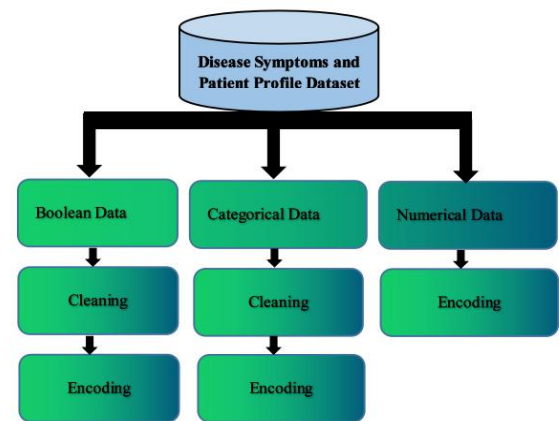 Disease Symptoms and
Patient Profile Dataset
Boolean Data
Categorical Data
Numerical Data
Cleaning
Cleaning
Encoding
Encoding
Encoding